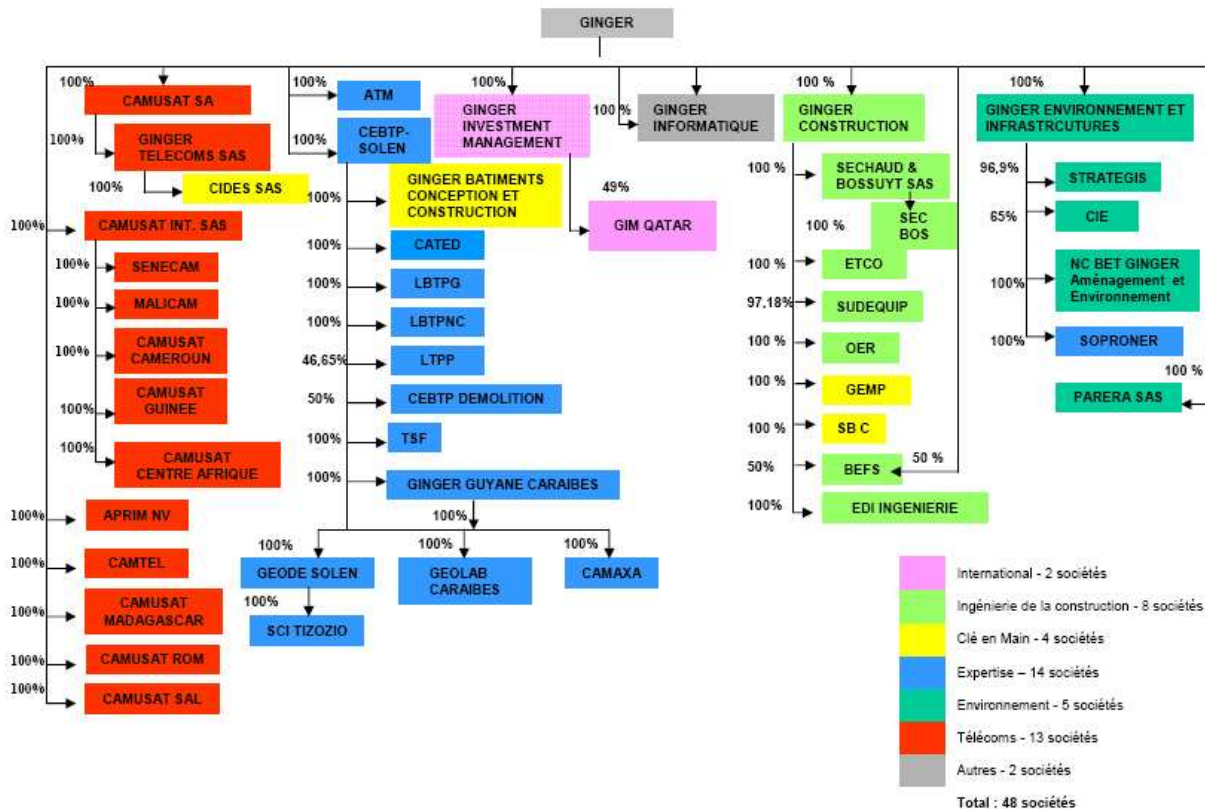 GINGER
100%
CAMUSAT SA
100%
GINGER
TELECOMS SAS
100%
CIDES SAS
100%
CAMUSAT INT. SAS
100%
SENECAM
100%
MALICAM
100%
CAMUSAT
CAMEROUN
100%
CAMUSAT
GUINEE
100%
CAMUSAT
CENTRE AFRIQUE
100%
APRIM NV
100%
CAMTEL
100%
CAMUSAT
MADAGASCAR
100%
CAMUSAT ROM
100%
CAMUSAT SAL
100%
ATM
100%
CEBTP-
SOLEN
100%
GINGER BATIMENTS
CONCEPTION ET
CONSTRUCTION
100%
CATED
100%
LBTPG
100%
LBTPNC
46,65%
LTPP
50%
CEBTP DEMOLITION
100%
TSF
100%
GINGER GUYANE CARAIBES
100%
100%
GEODE SOLEN
100%
SCI TIZOZIO
100%
GEOLAB
CARAIBES
100%
CAMAXA
100%
GINGER
INVESTMENT
MANAGEMENT
49%
GIM QATAR
100 %
GINGER
INFORMATIQUE
100 %
GINGER
CONSTRUCTION
100 %
SECHAUD &
BOSSUYT SAS
100 %
SEC
BOS
100 %
ETCO
97,18%
SUDEQUIP
100 %
OER
100 %
GEMP
100 %
SB C
50%
BEFS
50 %
100%
EDI INGENIERIE
100%
GINGER ENVIRONNEMENT ET
INFRASTRCUTURES
96,9%
STRATEGIS
65%
CIE
100%
NC BET GINGER
Aménagement et
Environnement
100%
SOPRONER
100 %
PARERA SAS
International - 2 sociétés
Ingénierie de la construction - 8 sociétés
Clé en Main - 4 sociétés
Expertise – 14 sociétés
Environnement - 5 sociétés
Télécoms - 13 sociétés
Autres - 2 sociétés
Total : 48 sociétés